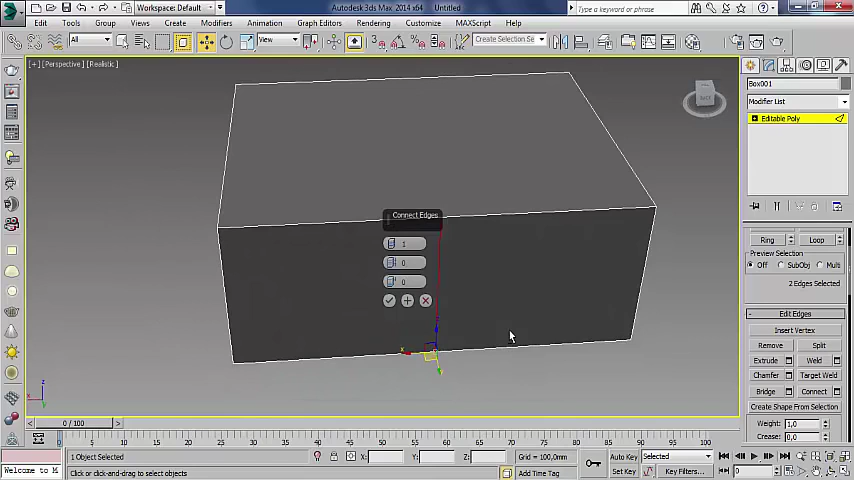 Workspace: Default
Autodesk 3ds Max 2014 x64 Untitled
Type a keyword or phrase
Edit Tools Group Views Create Modifiers Animation Graph Editors Rendering Customize MAXScript Help
All
View
Create Selection Se
[+] [Perspective] [Realistic]
Box001
Modifier List
Editable Poly
Connect Edges
1
0
0
Ring Loop
Preview Selection
Off SubObj Multi
2 Edges Selected
Edit Edges
Insert Vertex
Remove Split
Extrude Weld
Chamfer Target Weld
Bridge Connect
Create Shape From Selection
Weight: 1,0
Crease: 0,0
x
y
z
0 / 100
0 5 10 15 20 25 30 35 40 45 50 55 60 65 70 75 80 85 90 95 100
1 Object Selected
X: Y: Z: Grid = 100,0mm
Auto Key Selected
Welcome to M
Click or click-and-drag to select objects
Add Time Tag
Set Key Key Filters...
0